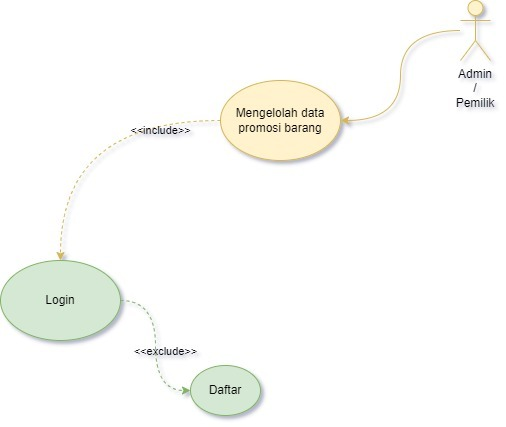 Admin
/
Pemilik
Mengelolah data
promosi barang
<<include>>
Login
<<exclude>>
Daftar